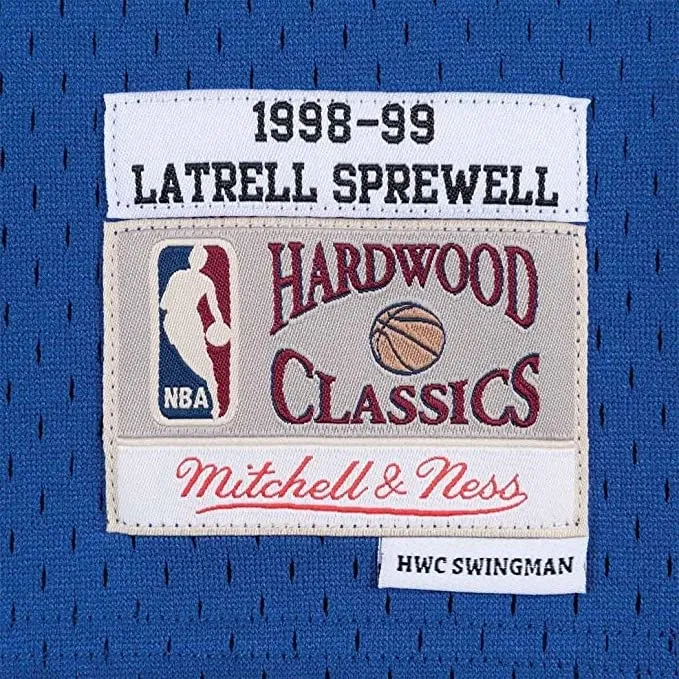 1998-99
LATRELL SPREWELL
HARDWOOD
CLASSICS
NBA
Mitchell & Ness
HWC SWINGMAN